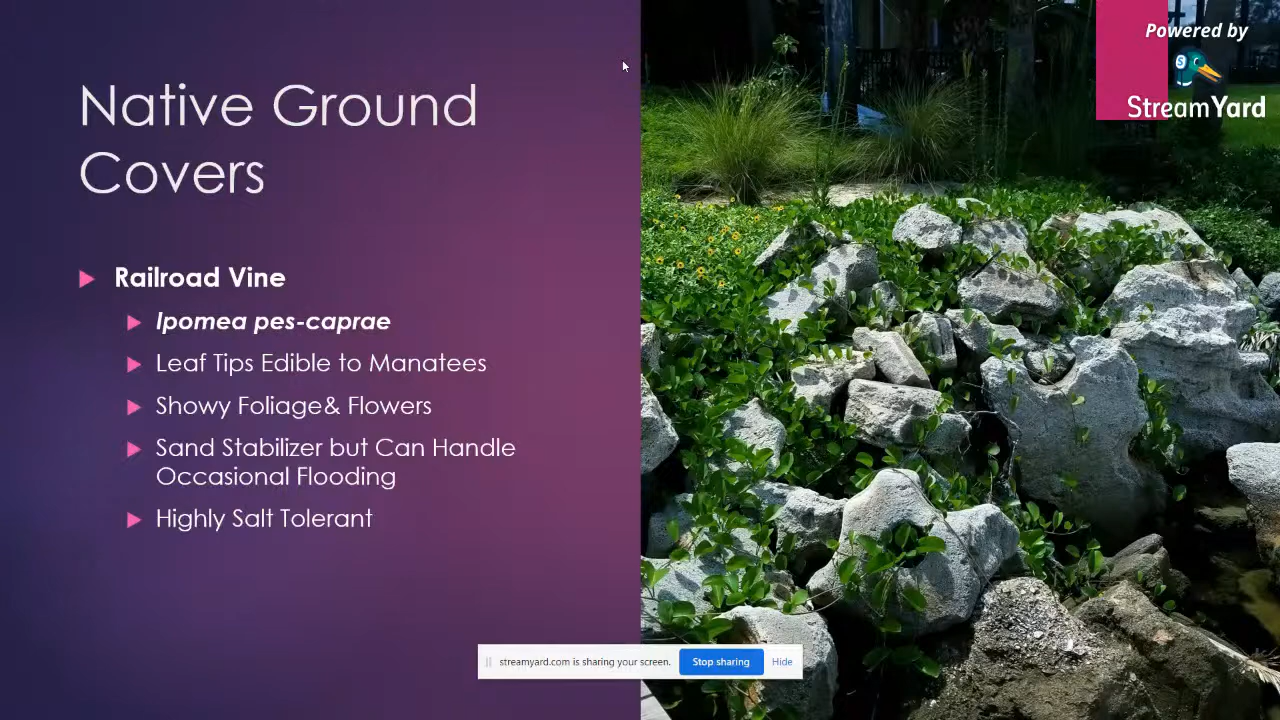 Powered by
StreamYard
Native Ground
Covers
Railroad Vine
Ipomea pes-caprae
Leaf Tips Edible to Manatees
Showy Foliage& Flowers
Sand Stabilizer but Can Handle
Occasional Flooding
Highly Salt Tolerant
streamyard.com is sharing your screen. Stop sharing Hide